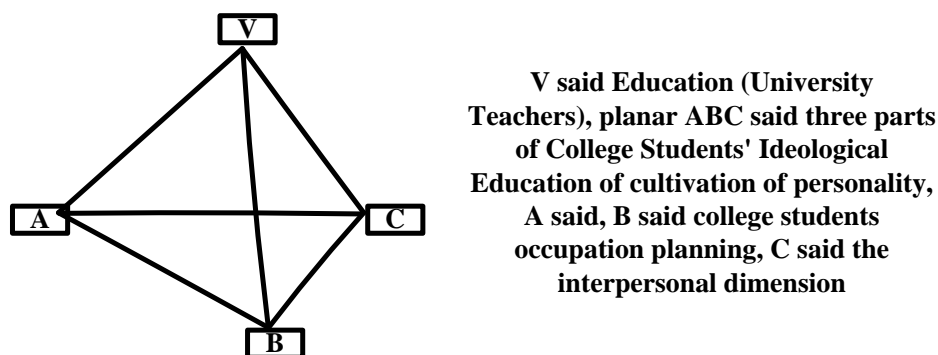 V
V said Education (University
Teachers), planar ABC said three parts
of College Students' Ideological
Education of cultivation of personality,
A said, B said college students
occupation planning, C said the
interpersonal dimension
A
C
B